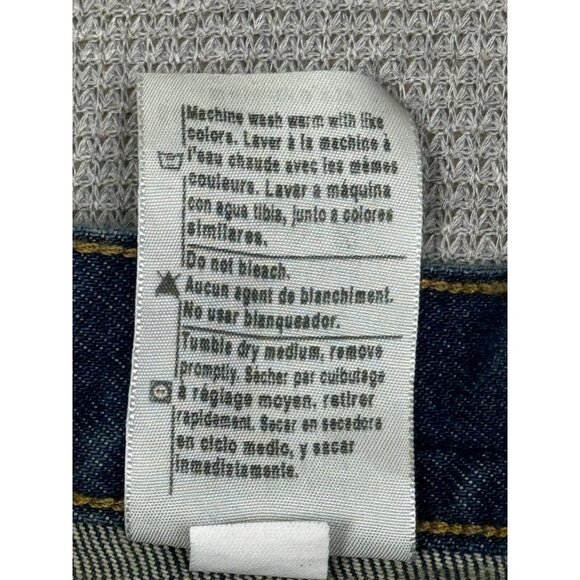 Machine wash warm with like
colors. Laver à la machine à
l'eau chaude avec les mêmes
couleurs. Lavar a máquina
con agua tibia, junto a colores
similares.
Do not bleach.
Aucun agent de blanchiment.
No usar blanqueador.
Tumble dry medium, remove
promptly. Sécher par culbutage
à réglage moyen, retirer
rapidement. Secar en secadora
en ciclo medio, y sacar
inmediatamente.